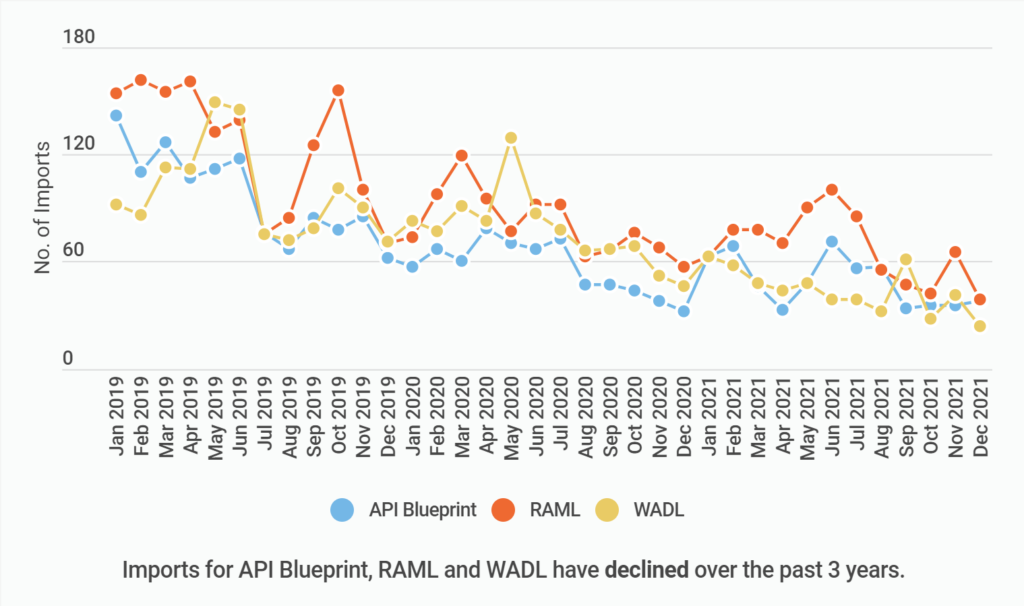 180
120
60
0
No. of Imports
Jan 2019
Feb 2019
Mar 2019
Apr 2019
May 2019
Jun 2019
Jul 2019
Aug 2019
Sep 2019
Oct 2019
Nov 2019
Dec 2019
Jan 2020
Feb 2020
Mar 2020
Apr 2020
May 2020
Jun 2020
Jul 2020
Aug 2020
Sep 2020
Oct 2020
Nov 2020
Dec 2020
Jan 2021
Feb 2021
Mar 2021
Apr 2021
May 2021
Jun 2021
Jul 2021
Aug 2021
Sep 2021
Oct 2021
Nov 2021
Dec 2021
API Blueprint RAML WADL
Imports for API Blueprint, RAML and WADL have declined over the past 3 years.